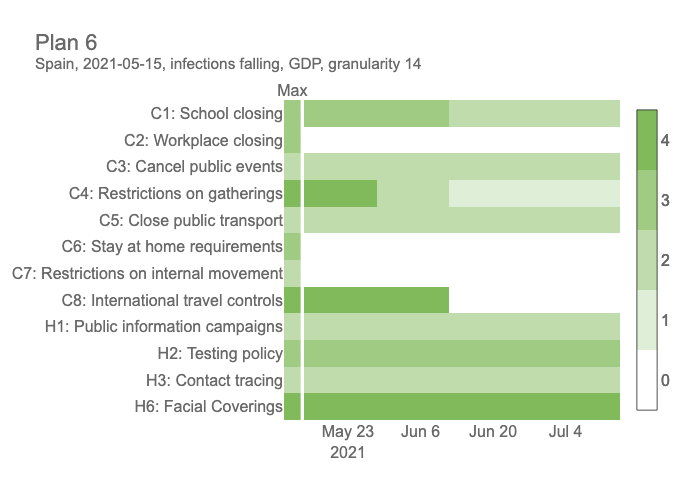 Plan 6
Spain, 2021-05-15, infections falling, GDP, granularity 14
Max
C1: School closing
C2: Workplace closing
C3: Cancel public events
C4: Restrictions on gatherings
C5: Close public transport
C6: Stay at home requirements
C7: Restrictions on internal movement
C8: International travel controls
H1: Public information campaigns
H2: Testing policy
H3: Contact tracing
H6: Facial Coverings
May 23 Jun 6 Jun 20 Jul 4
2021
4
3
2
1
0